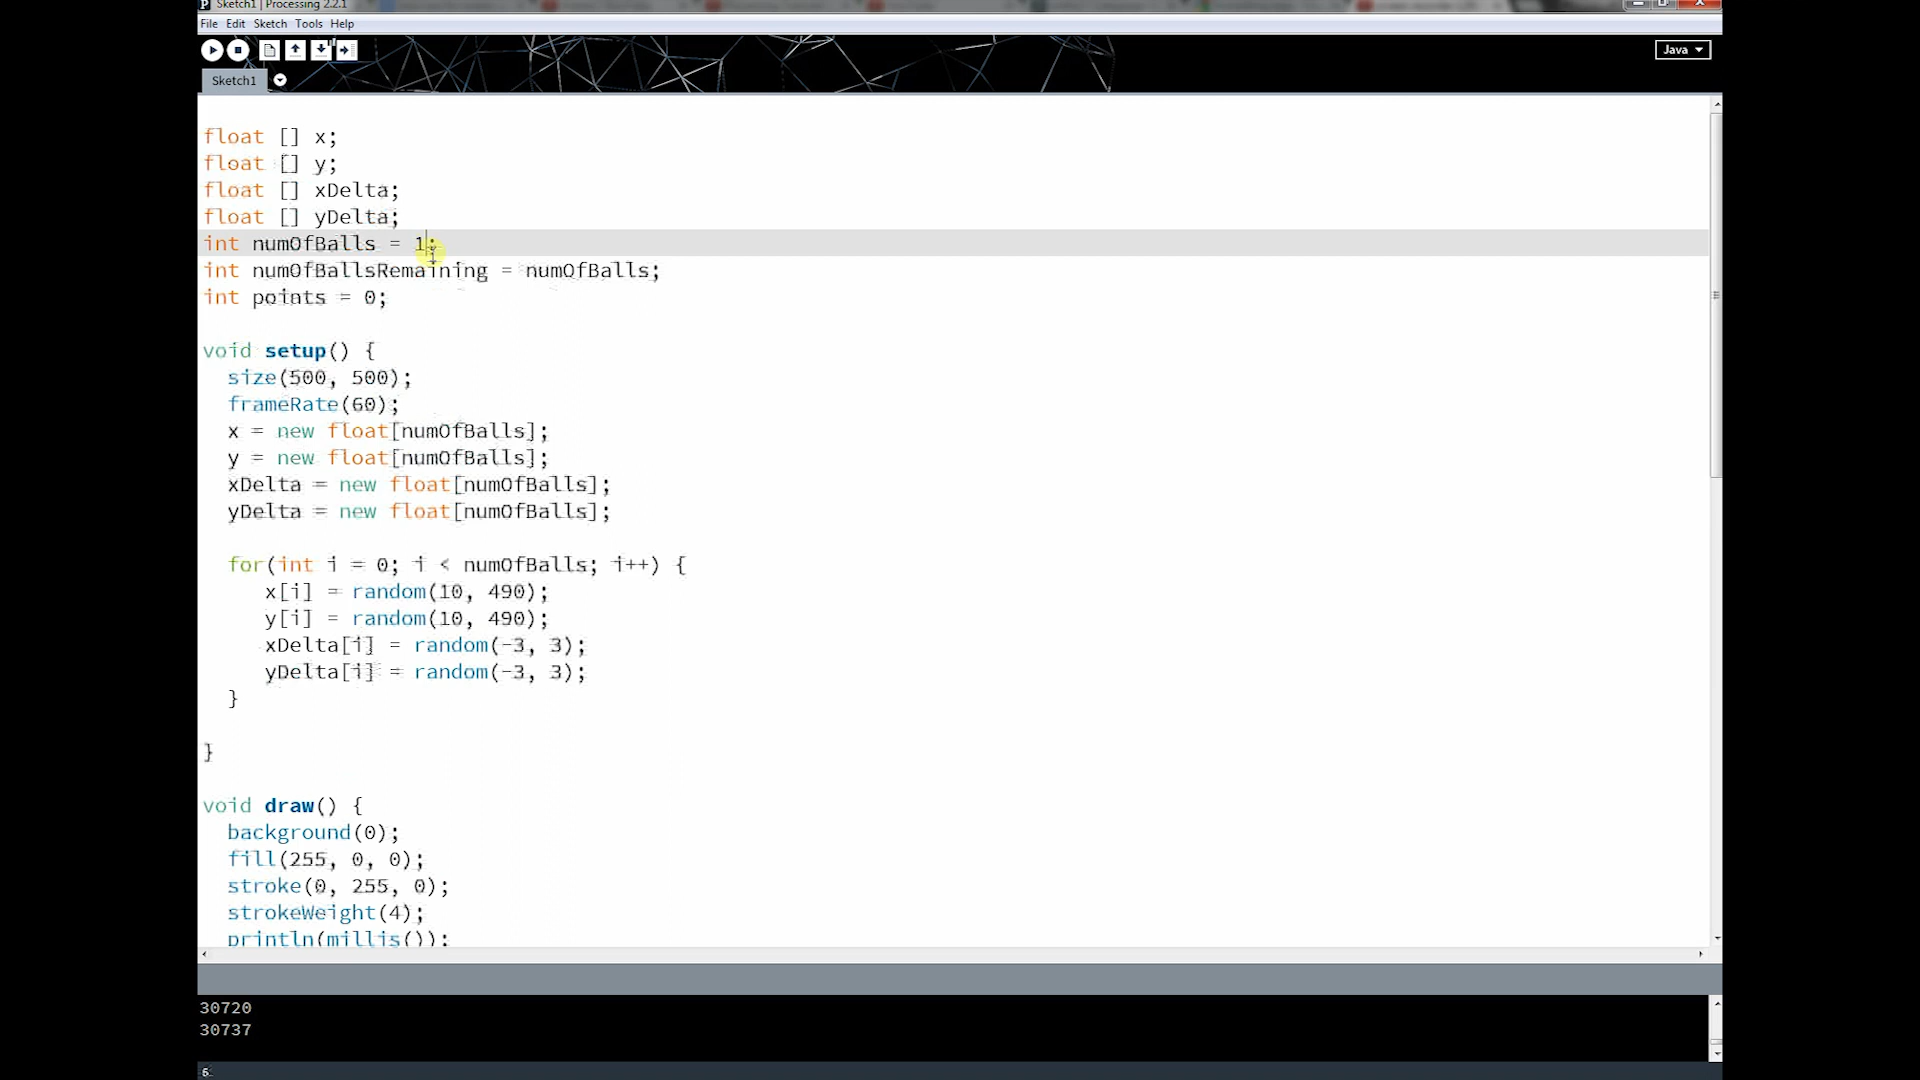 Sketch1 | Processing 2.2.1
File Edit Sketch Tools Help
Java
Sketch1
float [] x;
float [] y;
float [] xDelta;
float [] yDelta;
int numOfBalls = 1;
int numOfBallsRemaining = numOfBalls;
int points = 0;
void setup() {
size(500, 500);
frameRate(60);
x = new float[numOfBalls];
y = new float[numOfBalls];
xDelta = new float[numOfBalls];
yDelta = new float[numOfBalls];
for(int i = 0; i < numOfBalls; i++) {
x[i] = random(10, 490);
y[i] = random(10, 490);
xDelta[i] = random(-3, 3);
yDelta[i] = random(-3, 3);
}
}
void draw() {
background(0);
fill(255, 0, 0);
stroke(0, 255, 0);
strokeWeight(4);
println(millis());
30720
30737
6